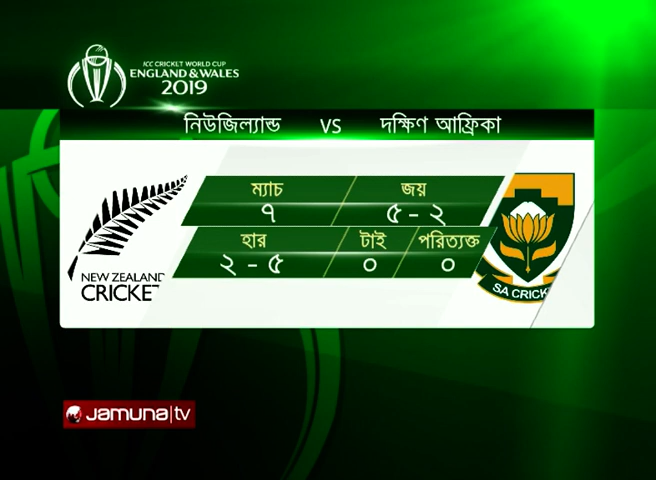 ICC CRICKET WORLD CUP
ENGLAND & WALES
2019
নিউজিল্যান্ড vs দক্ষিণ আফ্রিকা
ম্যাচ জয়
৭ ৫ - ২
হার টাই পরিত্যক্ত
২ - ৫ ০ ০
NEW ZEALAND
CRICKET
SA CRICK
Jamuna|tv